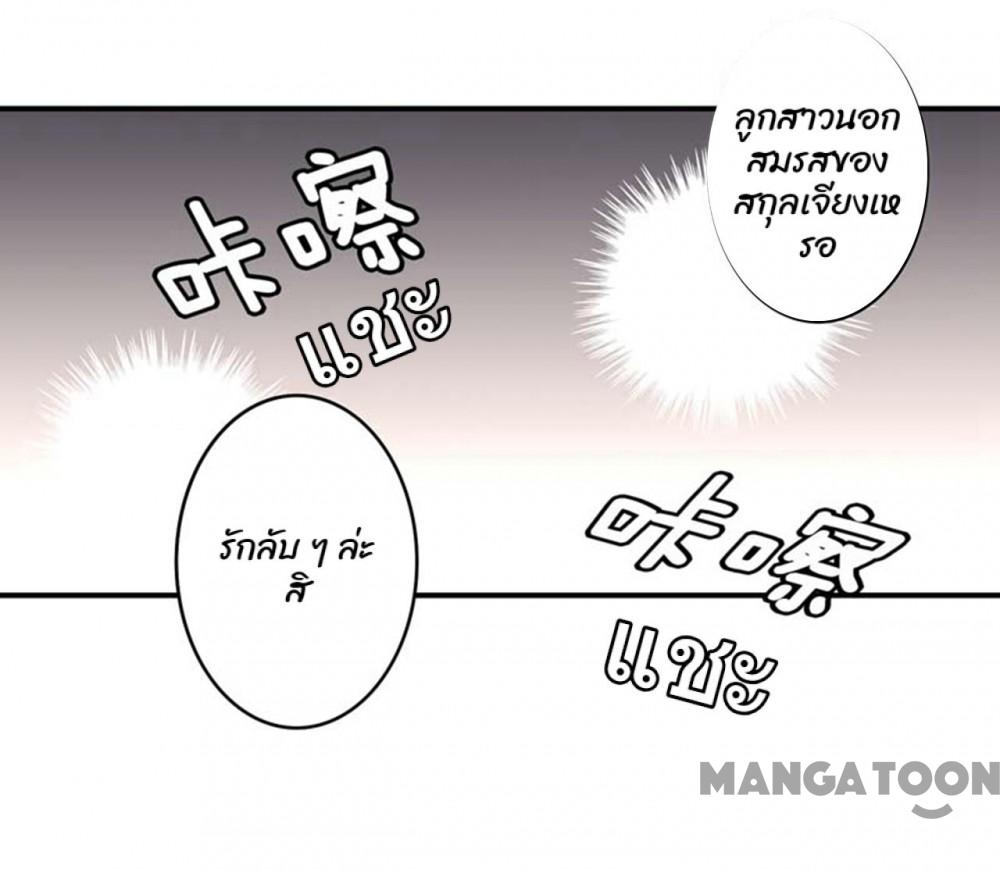 ลูกสาวนอก
สมรสของ
สกุลเจียงเห
รอ
咔嚓
แชะ
รักลับ ๆ ล่ะ
สิ
咔嚓
แชะ
MANGATOON